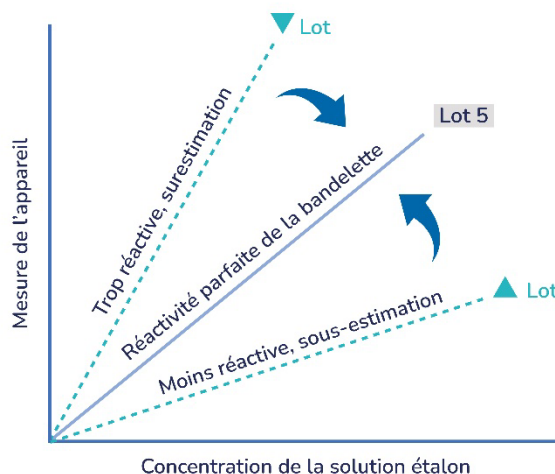 Lot
Lot 5
Trop réactive, surestimation
Réactivité parfaite de la bandelette
Moins réactive, sous-estimation
Lot
Mesure de l'appareil
Concentration de la solution étalon